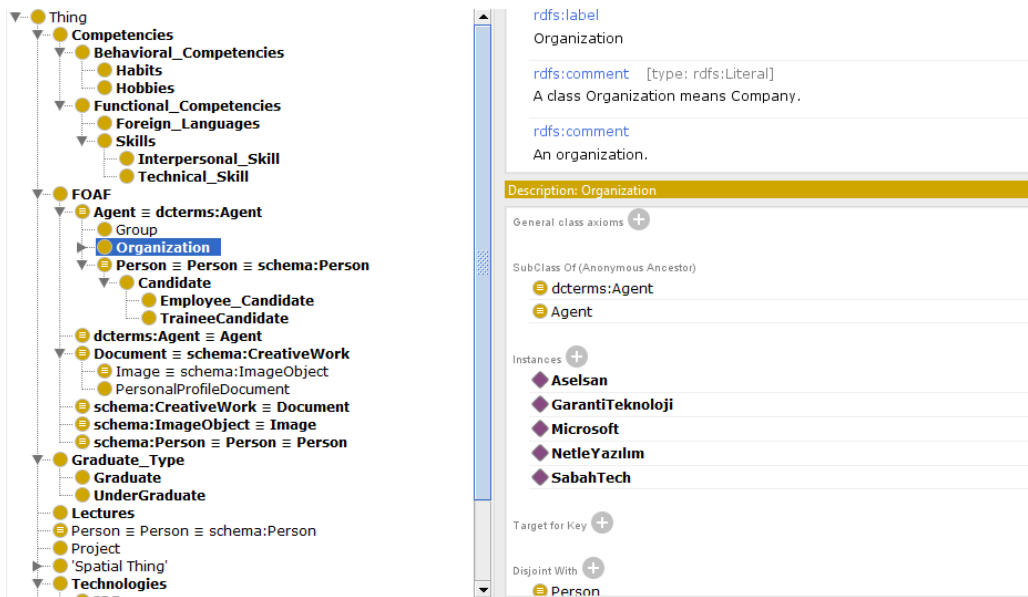 Thing
Competencies
Behavioral_Competencies
Habits
Hobbies
Functional_Competencies
Foreign_Languages
Skills
Interpersonal_Skill
Technical_Skill
FOAF
Agent ≡ dcterms:Agent
Group
Organization
Person ≡ Person ≡ schema:Person
Candidate
Employee_Candidate
TraineeCandidate
dcterms:Agent ≡ Agent
Document ≡ schema:CreativeWork
Image ≡ schema:ImageObject
PersonalProfileDocument
schema:CreativeWork ≡ Document
schema:ImageObject ≡ Image
schema:Person ≡ Person ≡ Person
Graduate_Type
Graduate
UnderGraduate
Lectures
Person ≡ Person ≡ schema:Person
Project
'Spatial Thing'
Technologies
rdfs:label
Organization
rdfs:comment [type: rdfs:Literal]
A class Organization means Company.
rdfs:comment
An organization.
Description: Organization
General class axioms
SubClass Of (Anonymous Ancestor)
dcterms:Agent
Agent
Instances
Aselsan
GarantiTeknoloji
Microsoft
NetleYazılım
SabahTech
Target for Key
Disjoint With
Person